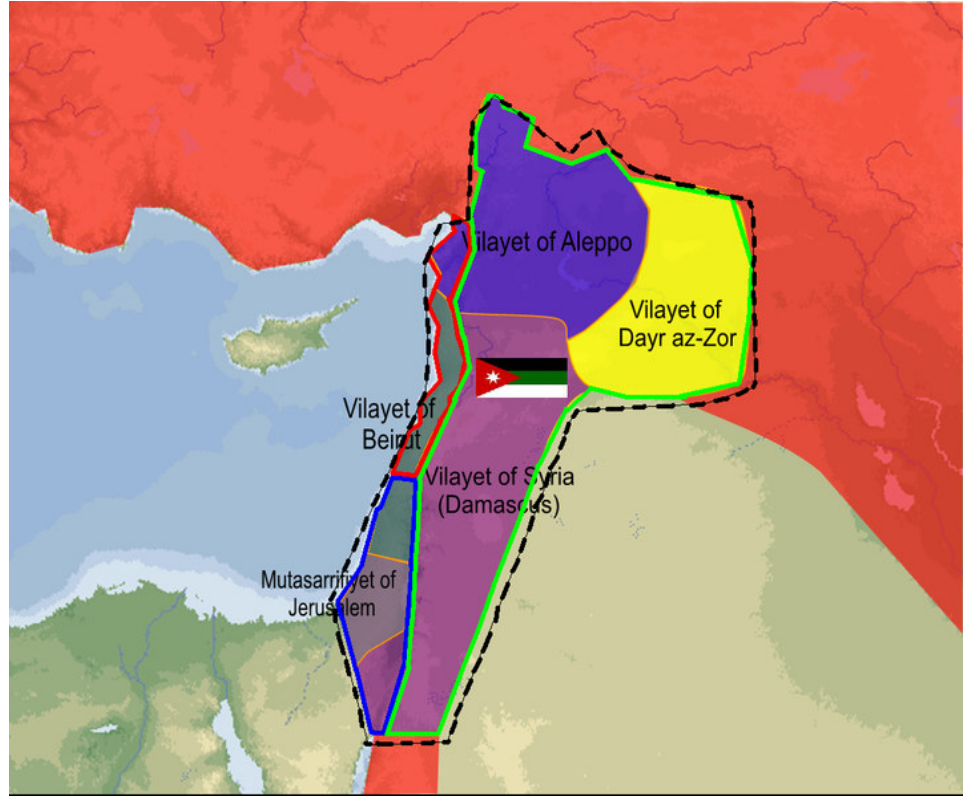 Vilayet of Aleppo
Vilayet of
Dayr az-Zor
Vilayet of
Beirut
Vilayet of Syria
(Damascus)
Mutasarrifiyet of
Jerusalem